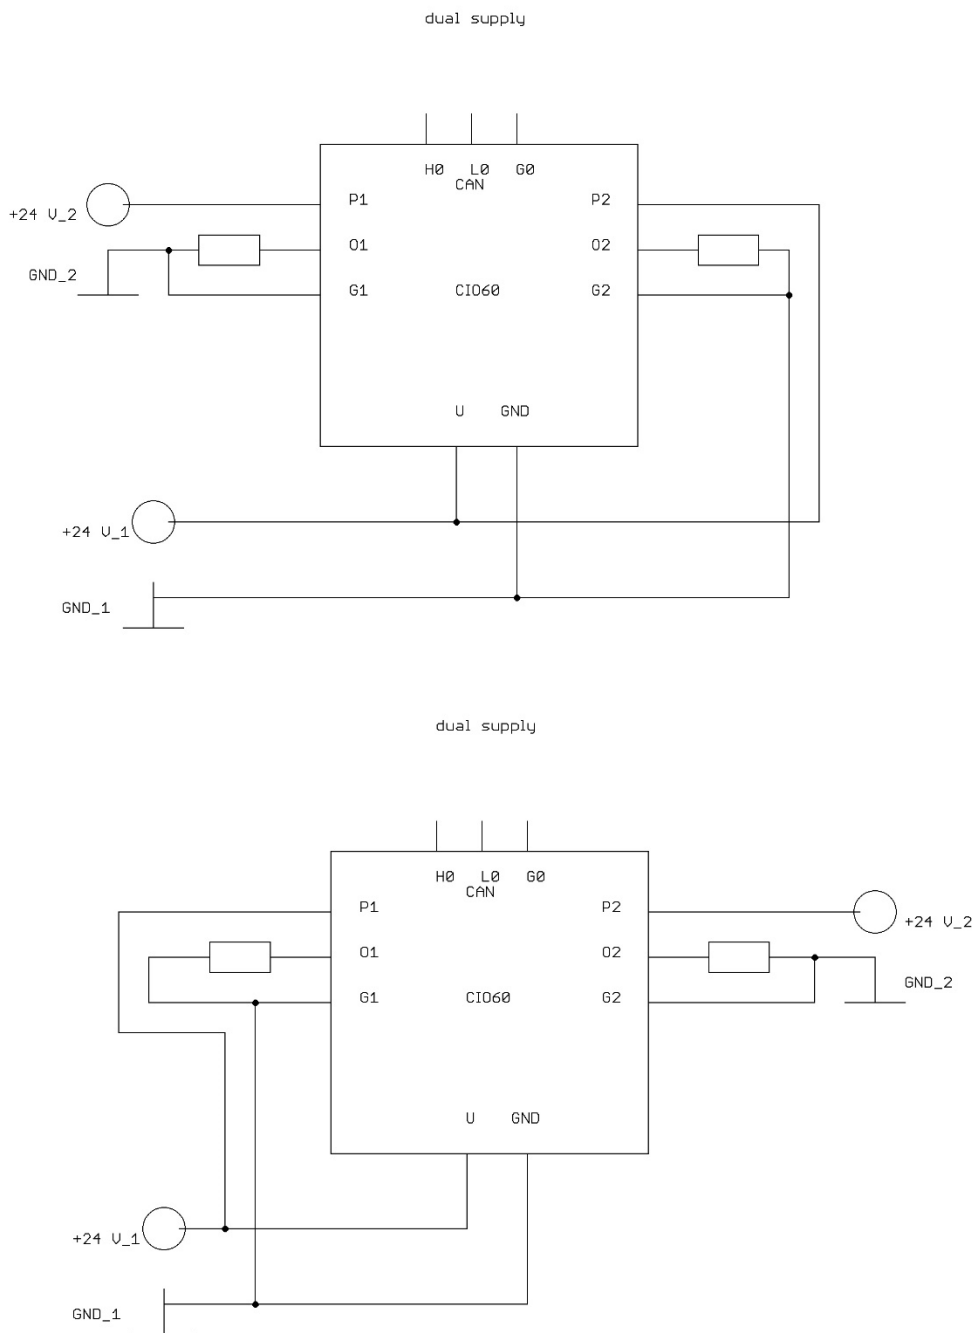 dual supply
H0 L0 G0
CAN
P1 P2
+24 V_2
O1 O2
GND_2
G1 CIO60 G2
U GND
+24 V_1
GND_1
dual supply
H0 L0 G0
CAN
P1 P2
+24 V_2
O1 O2
GND_2
G1 CIO60 G2
U GND
+24 V_1
GND_1